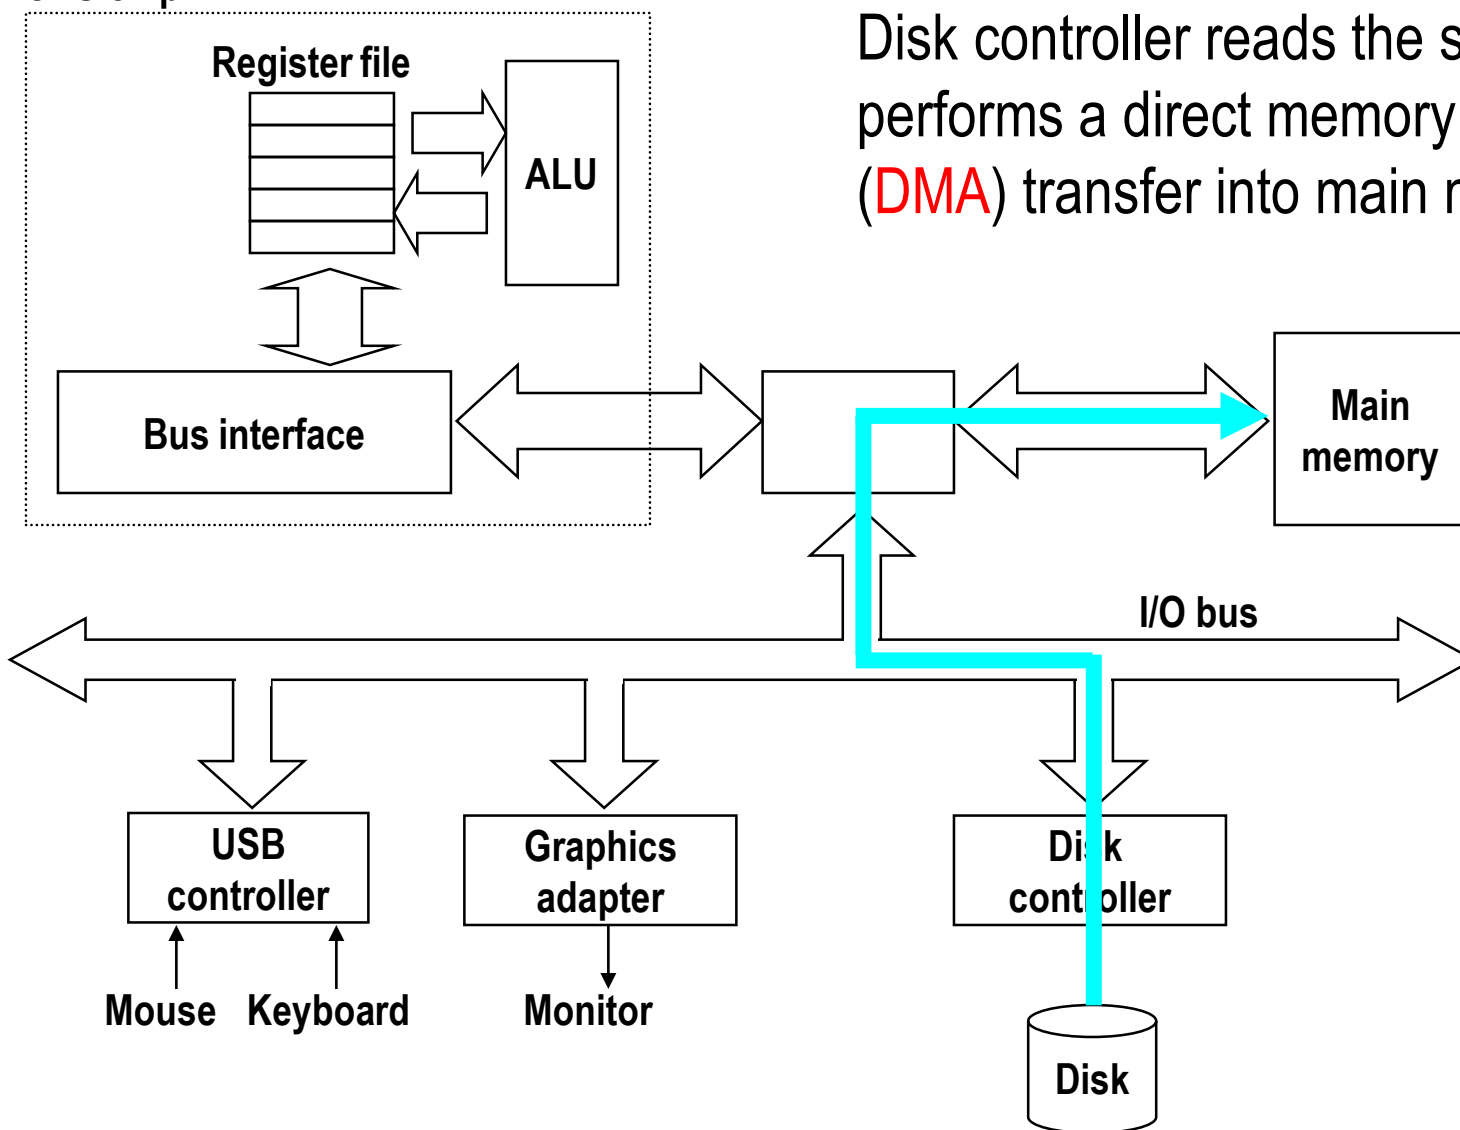 Disk controller reads the
performs a direct memory
(DMA) transfer into main
Register file
ALU
Bus interface
Main
memory
I/O bus
USB
controller
Graphics
adapter
Disk
controller
Mouse
Keyboard
Monitor
Disk